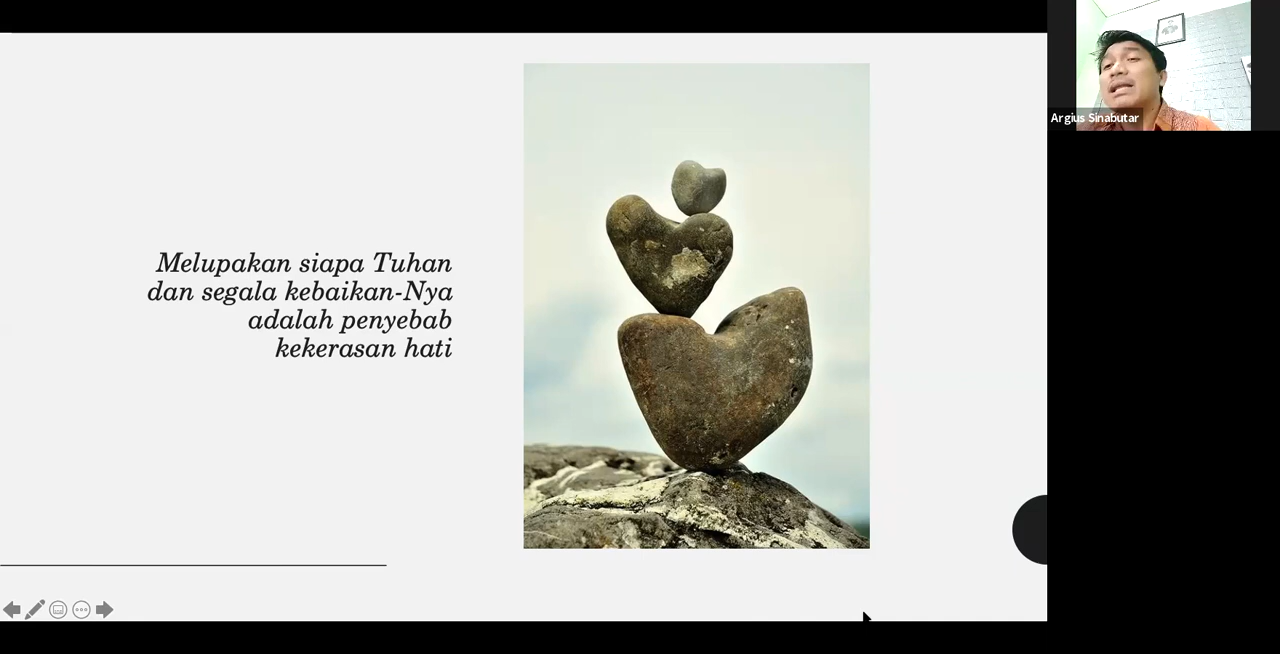 Melupakan siapa Tuhan
dan segala kebaikan-Nya
adalah penyebab
kekerasan hati
Argius Sinabutar